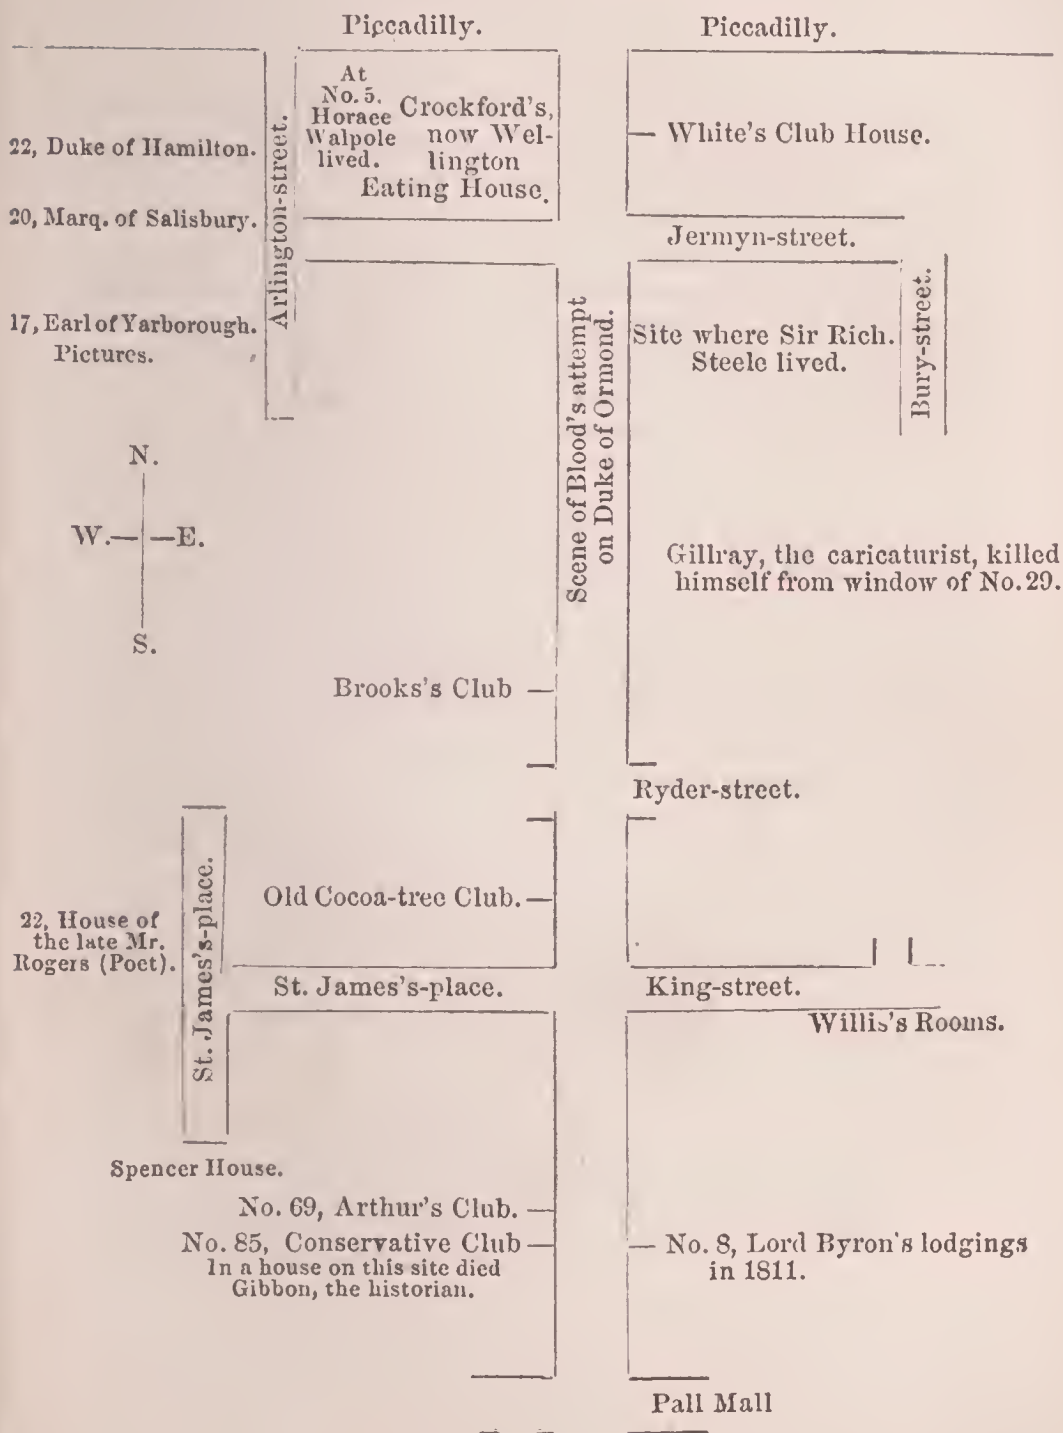 Piccadilly.
Piccadilly.
At
No. 5.
Horace
Walpole
lived.
Crockford's,
now Wel-
lington
Eating House.
Arlington-street.
22, Duke of Hamilton.
20, Marq. of Salisbury.
17, Earl of Yarborough.
Pictures.
White's Club House.
Jermyn-street.
Site where Sir Rich.
Steele lived.
Bury-street.
Scene of Blood's attempt
on Duke of Ormond.
N.
W. E.
S.
Gillray, the caricaturist, killed
himself from window of No. 29.
Brooks's Club
Ryder-street.
St. James's-place.
Old Cocoa-tree Club.
22, House of
the late Mr.
Rogers (Poet).
St. James's-place.
King-street.
Willis's Rooms.
Spencer House.
No. 69, Arthur's Club.
No. 85, Conservative Club
In a house on this site died
Gibbon, the historian.
No. 8, Lord Byron's lodgings
in 1811.
Pall Mall